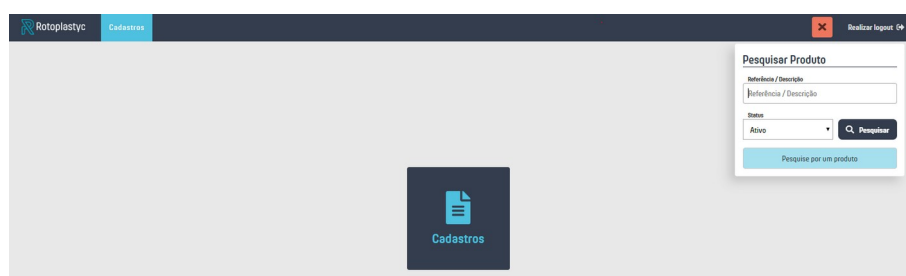 Rotoplastyc
Cadastros
Realizar logout
Pesquisar Produto
Referência / Descrição
Referência / Descrição
Status
Ativo
Pesquisar
Pesquise por um produto
Cadastros